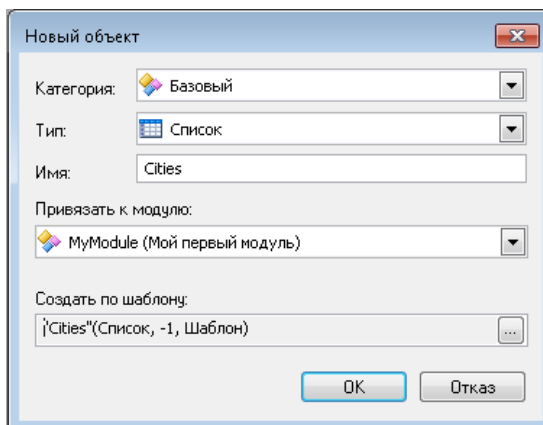 Новый объект
Категория: Базовый
Тип: Список
Имя: Cities
Привязать к модулю:
MyModule (Мой первый модуль)
Создать по шаблону:
'Cities"(Список, -1, Шаблон)
...
OK Отказ